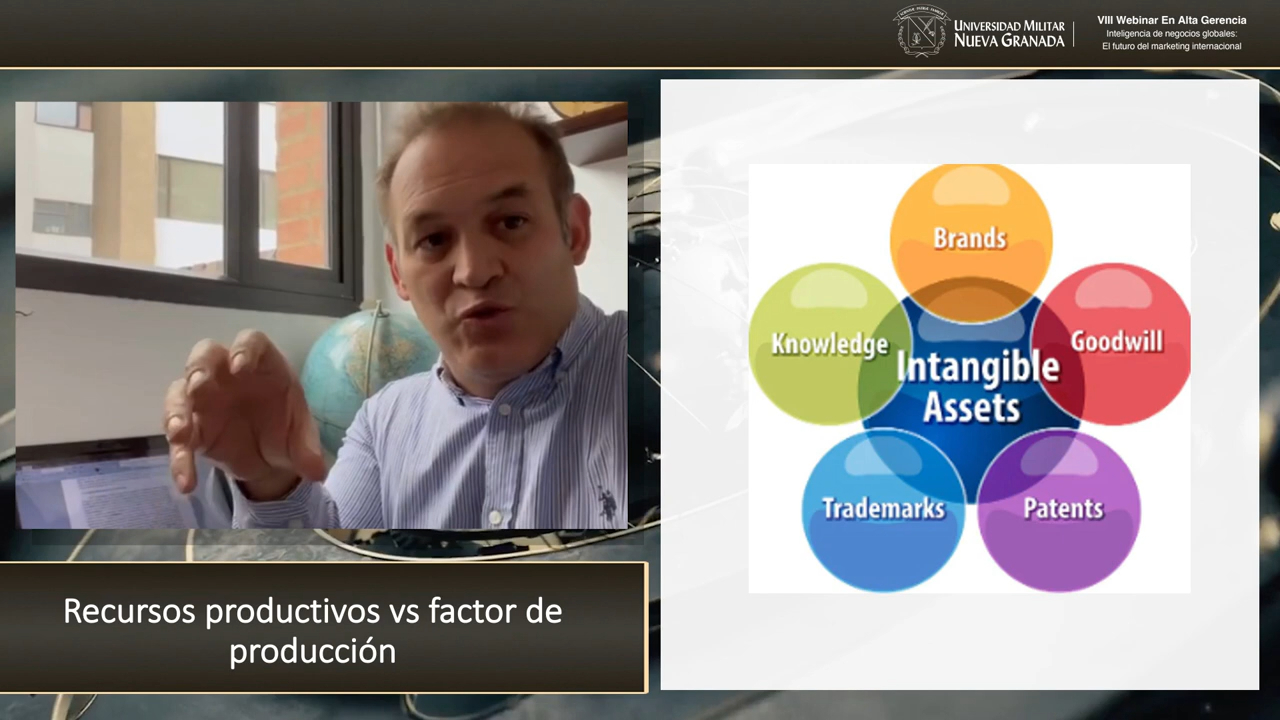 UNIVERSIDAD MILITAR
NUEVA GRANADA
VIII Webinar En Alta Gerencia
Inteligencia de negocios globales:
El futuro del marketing internacional
Brands
Knowledge
Goodwill
Intangible
Assets
Trademarks
Patents
Recursos productivos vs factor de
producción